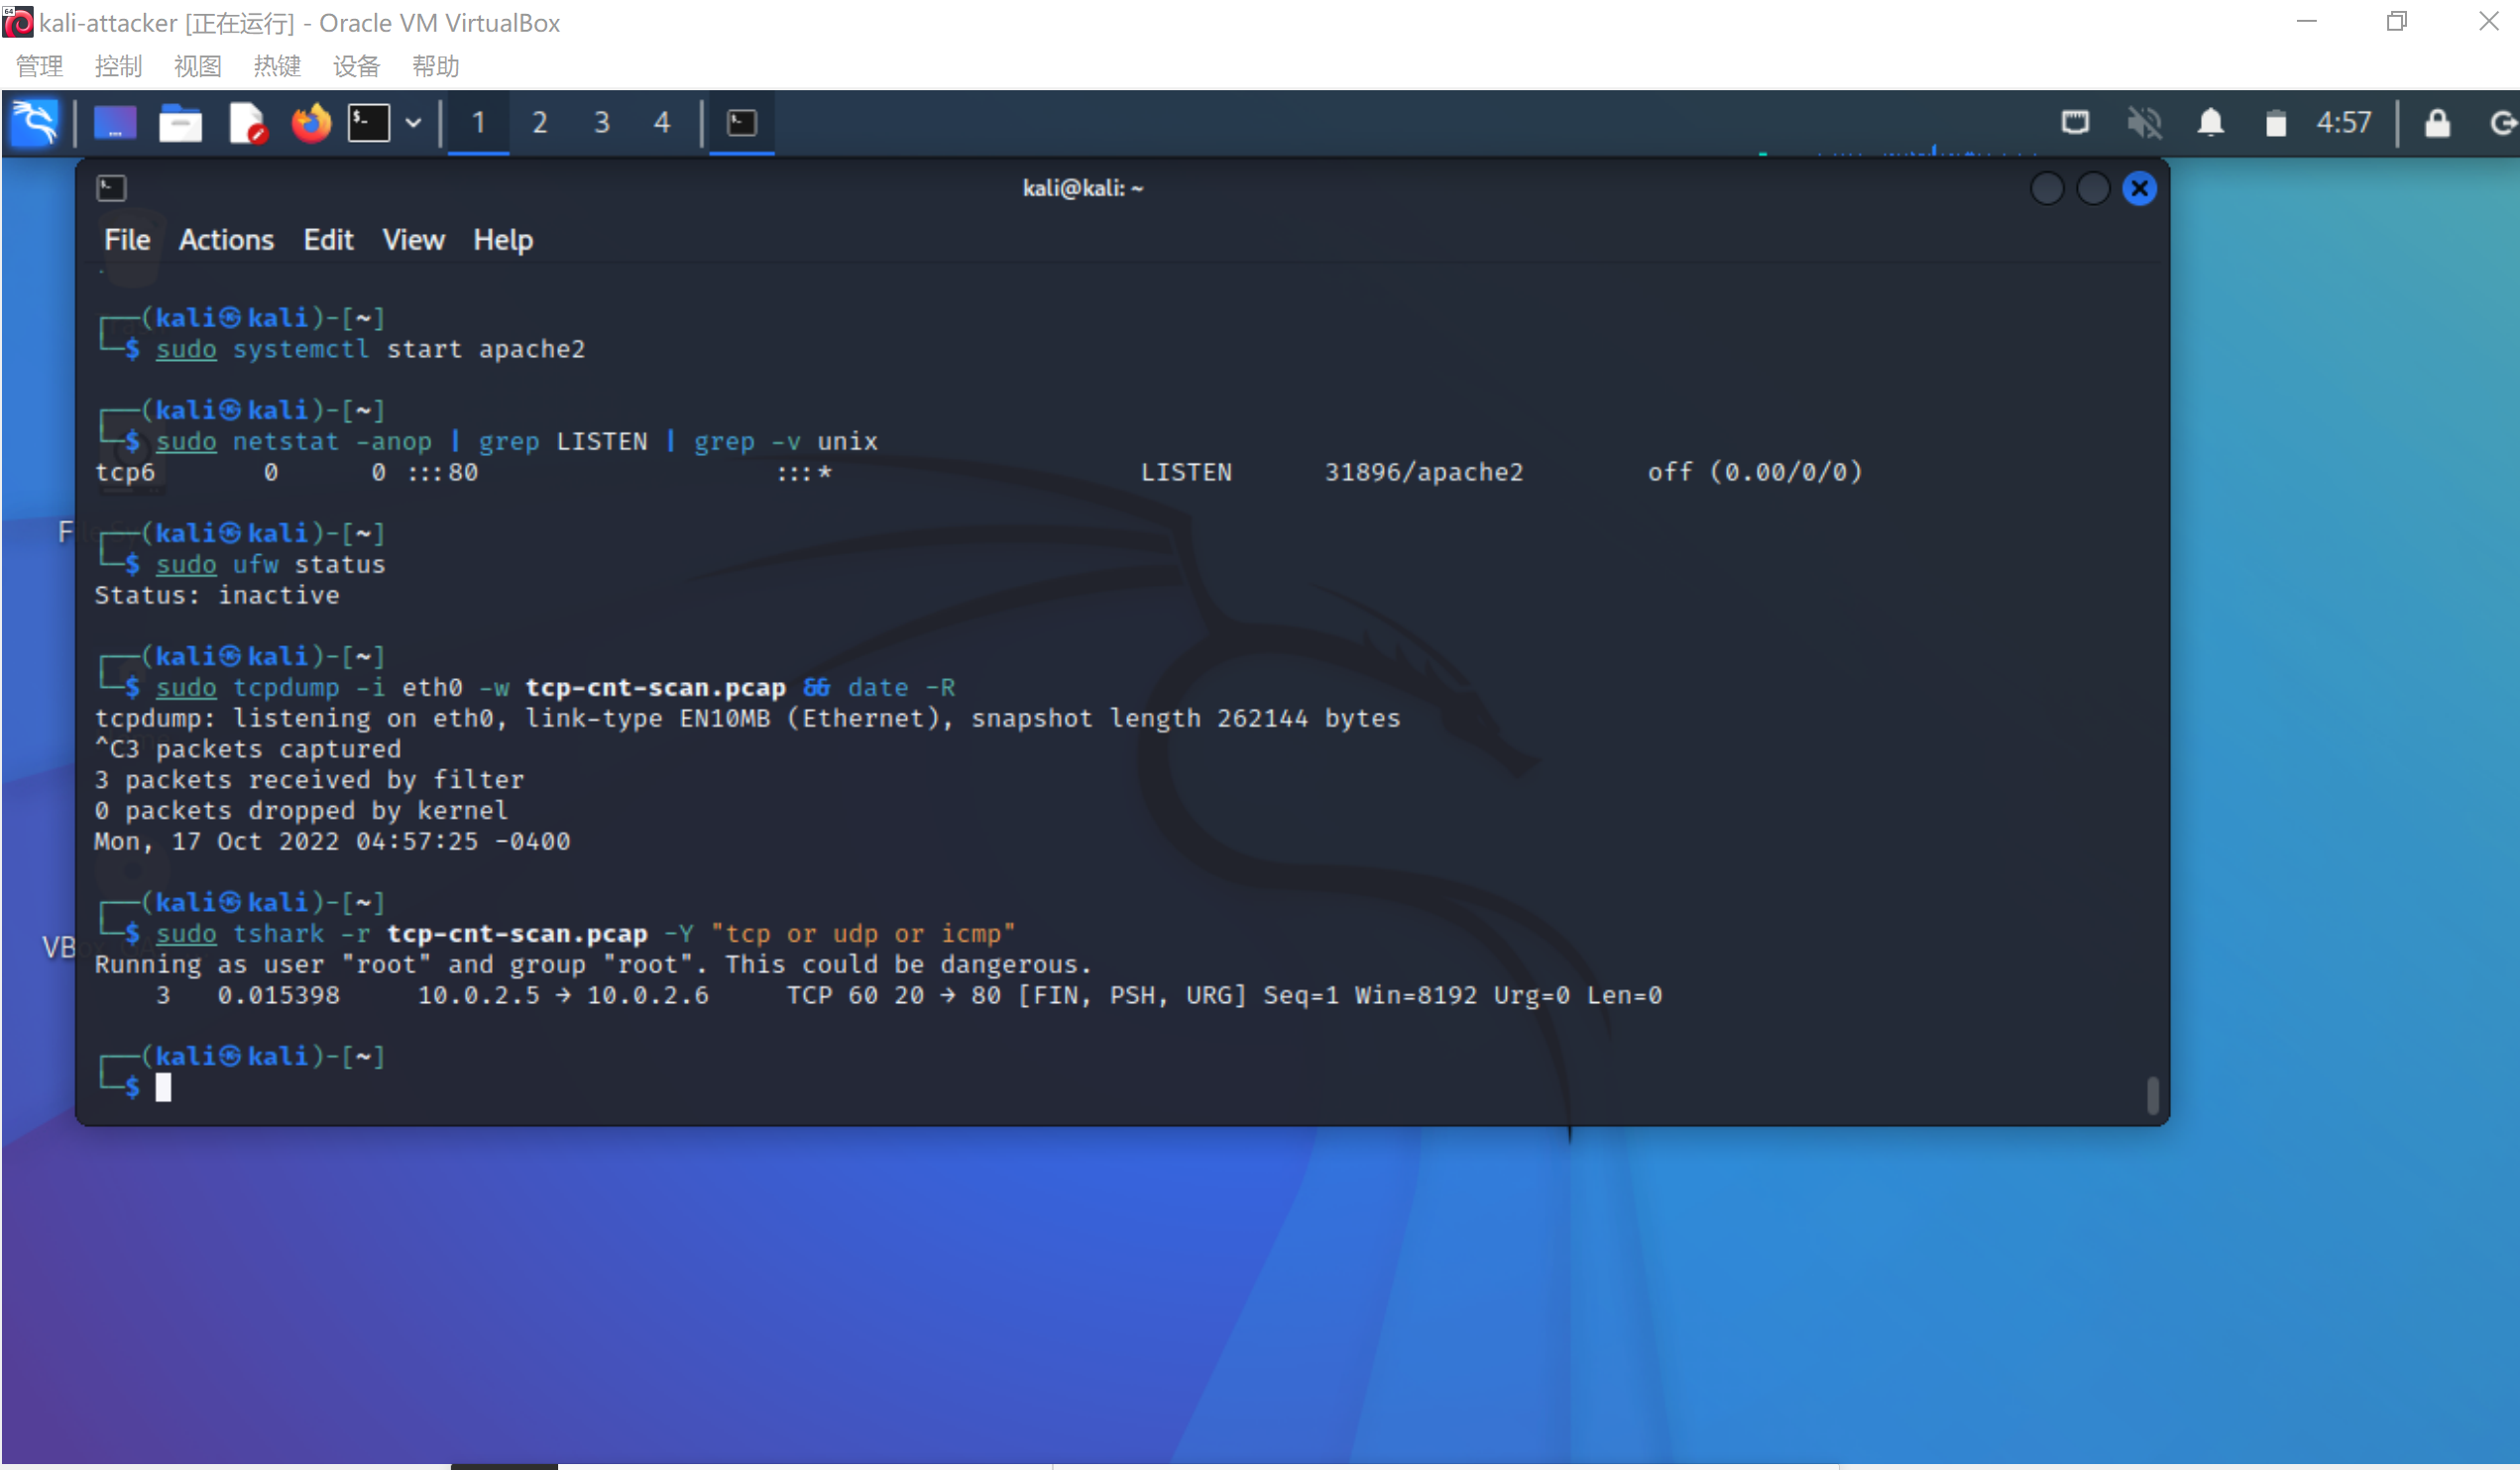 kali-attacker [正在运行] - Oracle VM VirtualBox
管理 控制 视图 热键 设备 帮助
1 2 3 4 4:57
kali@kali: ~
File Actions Edit View Help
┌──(kali㉿kali)-[~]
└─$ sudo systemctl start apache2
┌──(kali㉿kali)-[~]
└─$ sudo netstat -anop | grep LISTEN | grep -v unix
tcp6 0 0 :::80 :::* LISTEN 31896/apache2 off (0.00/0/0)
┌──(kali㉿kali)-[~]
└─$ sudo ufw status
Status: inactive
┌──(kali㉿kali)-[~]
└─$ sudo tcpdump -i eth0 -w tcp-cnt-scan.pcap && date -R
tcpdump: listening on eth0, link-type EN10MB (Ethernet), snapshot length 262144 bytes
^C3 packets captured
3 packets received by filter
0 packets dropped by kernel
Mon, 17 Oct 2022 04:57:25 -0400
┌──(kali㉿kali)-[~]
└─$ sudo tshark -r tcp-cnt-scan.pcap -Y "tcp or udp or icmp"
Running as user "root" and group "root". This could be dangerous.
3 0.015398 10.0.2.5 → 10.0.2.6 TCP 60 20 → 80 [FIN, PSH, URG] Seq=1 Win=8192 Urg=0 Len=0
┌──(kali㉿kali)-[~]
└─$